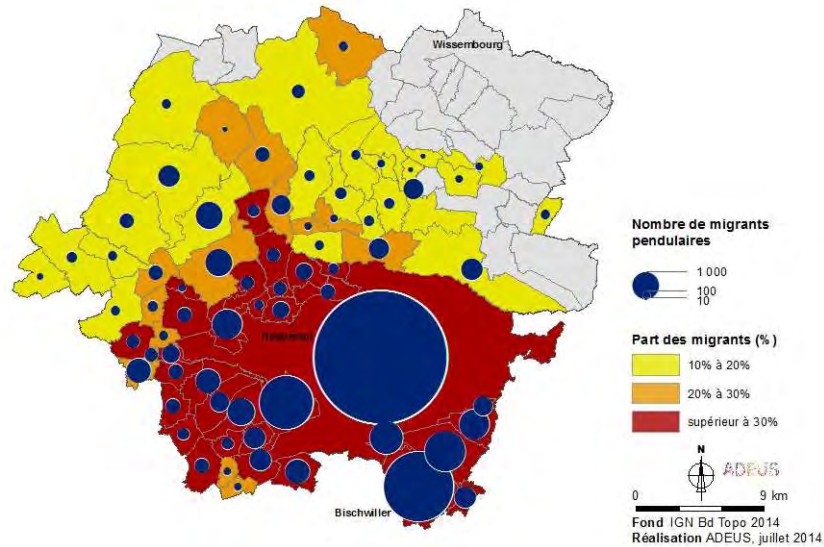 Wissembourg
Nombre de migrants
pendulaires
1 000
100
10
Part des migrants (%)
10% à 20%
20% à 30%
supérieur à 30%
N
ADEUS
0 9 km
Bischwiller
Fond IGN Bd Topo 2014
Réalisation ADEUS, juillet 2014